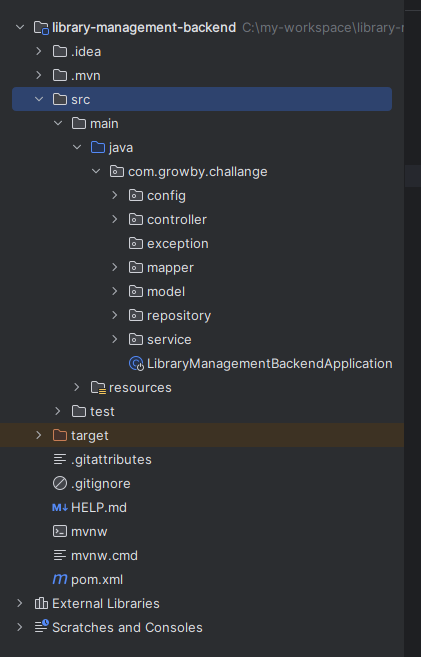 library-management-backend C:\my-workspace\library-
.idea
.mvn
src
main
java
com.growby.challange
config
controller
exception
mapper
model
repository
service
LibraryManagementBackendApplication
resources
test
target
.gitattributes
.gitignore
M↓ HELP.md
mvnw
mvnw.cmd
m pom.xml
External Libraries
Scratches and Consoles